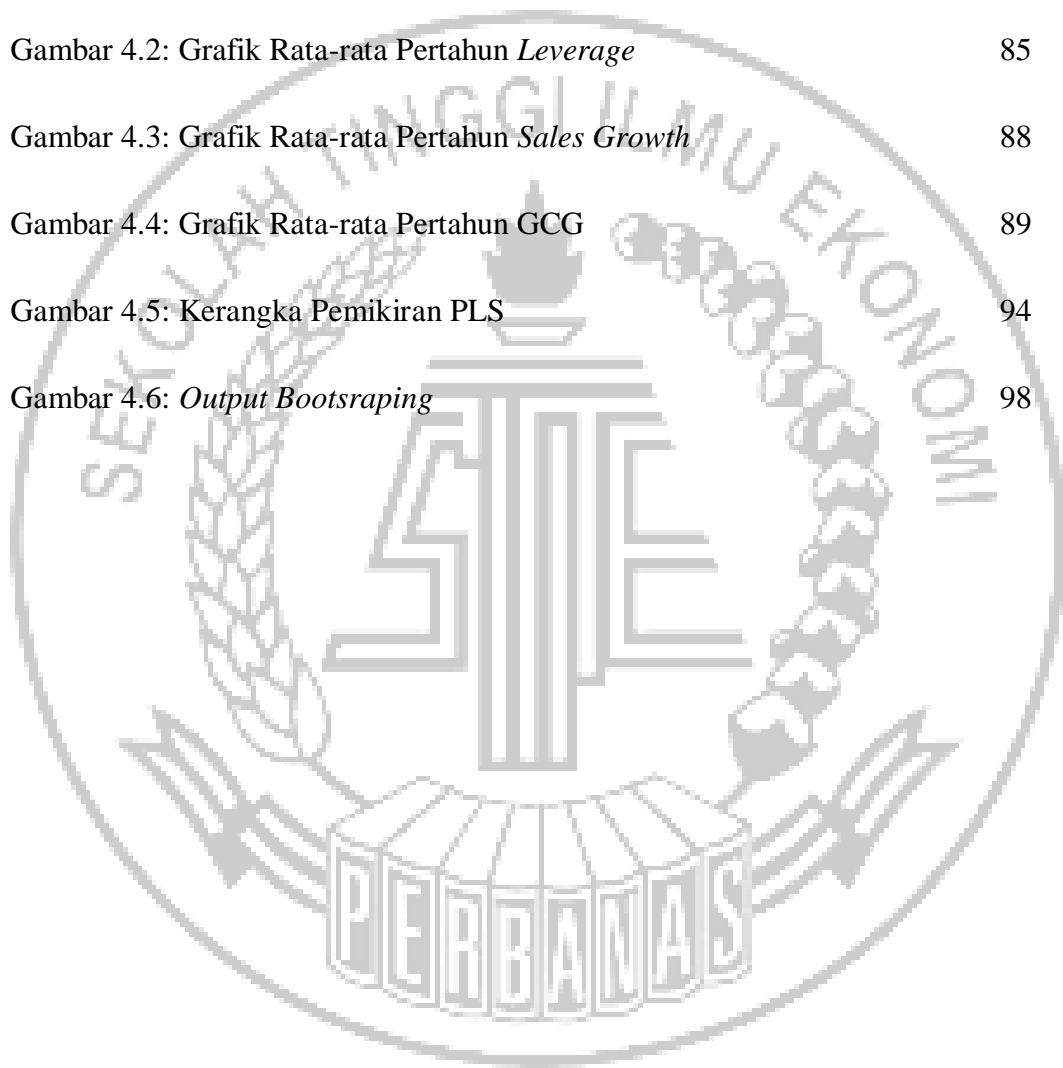 Gambar 4.2: Grafik Rata-rata Pertahun Leverage 85
Gambar 4.3: Grafik Rata-rata Pertahun Sales Growth 88
Gambar 4.4: Grafik Rata-rata Pertahun GCG 89
Gambar 4.5: Kerangka Pemikiran PLS 94
Gambar 4.6: Output Bootsraping 98
SEKOLAH TINGGI ILMU EKONOMI
STIE
PERBANAS